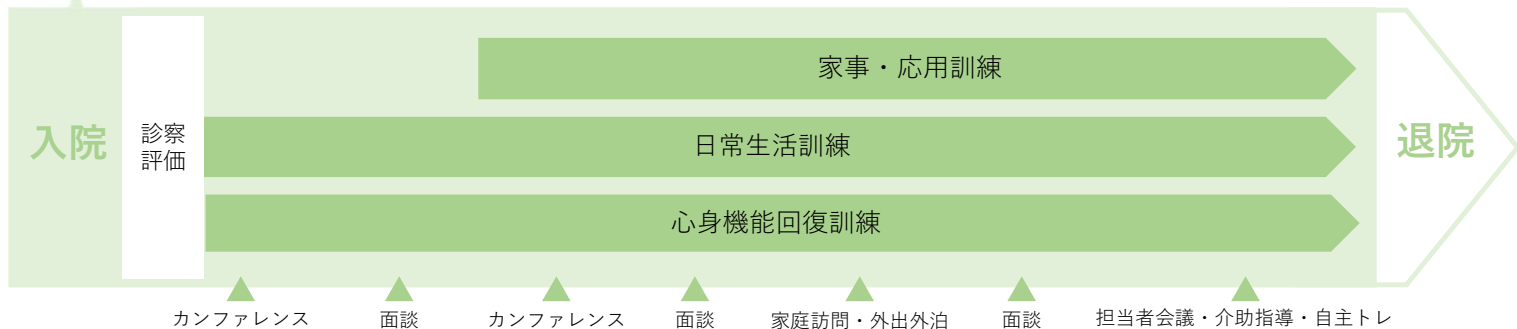 入院
診察
評価
家事・応用訓練
日常生活訓練
心身機能回復訓練
退院
カンファレンス
面談
カンファレンス
面談
家庭訪問・外出外泊
面談
担当者会議・介助指導・自主トレ